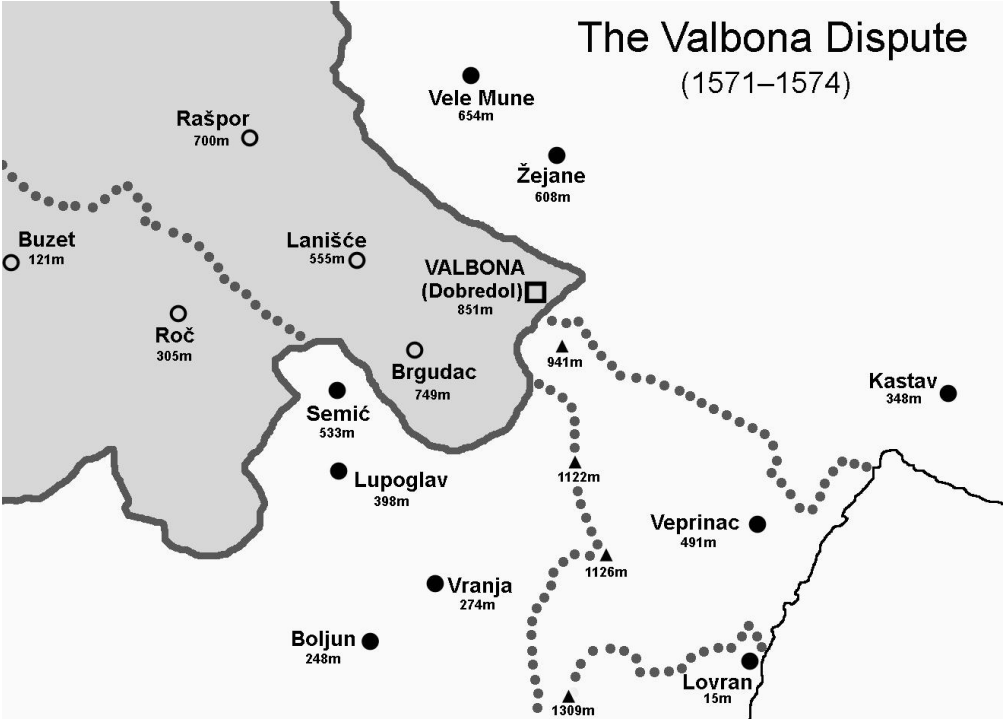 The Valbona Dispute
(1571–1574)
Vele Mune
654m
Rašpor
700m
Žejane
608m
Buzet
121m
Lanišće
555m
VALBONA
(Dobredol)
851m
Roč
305m
941m
Brgudac
749m
Kastav
348m
Semić
533m
1122m
Lupoglav
398m
Veprinac
491m
1126m
Vranja
274m
Boljun
248m
Lovran
15m
1309m